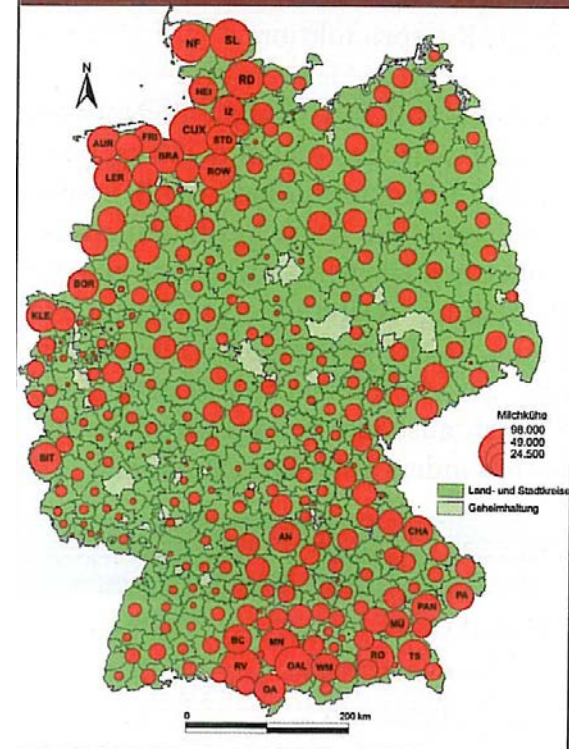 NF SL
N
HEI RD
IZ
CUX
AUR FRI STD
BRA
LER ROW
BOR
KLE
Milchkühe
98.000
49.000
24.500
BIT
Land- und Stadtkreise
Geheimhaltung
AN CHA
PA
PAN
MÜ
BC MN
RV OAL WM RO TS
OA
0 200 km